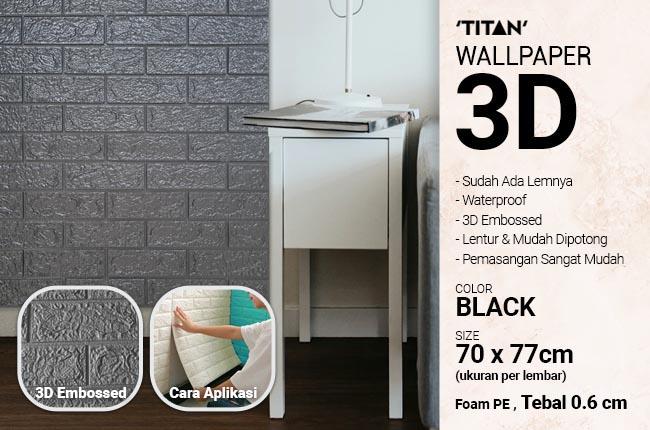 'TITAN'
WALLPAPER
3D
- Sudah Ada Lemnya
- Waterproof
- 3D Embossed
- Lentur & Mudah Dipotong
- Pemasangan Sangat Mudah
COLOR
BLACK
SIZE
70 x 77cm
(ukuran per lembar)
Foam PE , Tebal 0.6 cm
3D Embossed
Cara Aplikasi